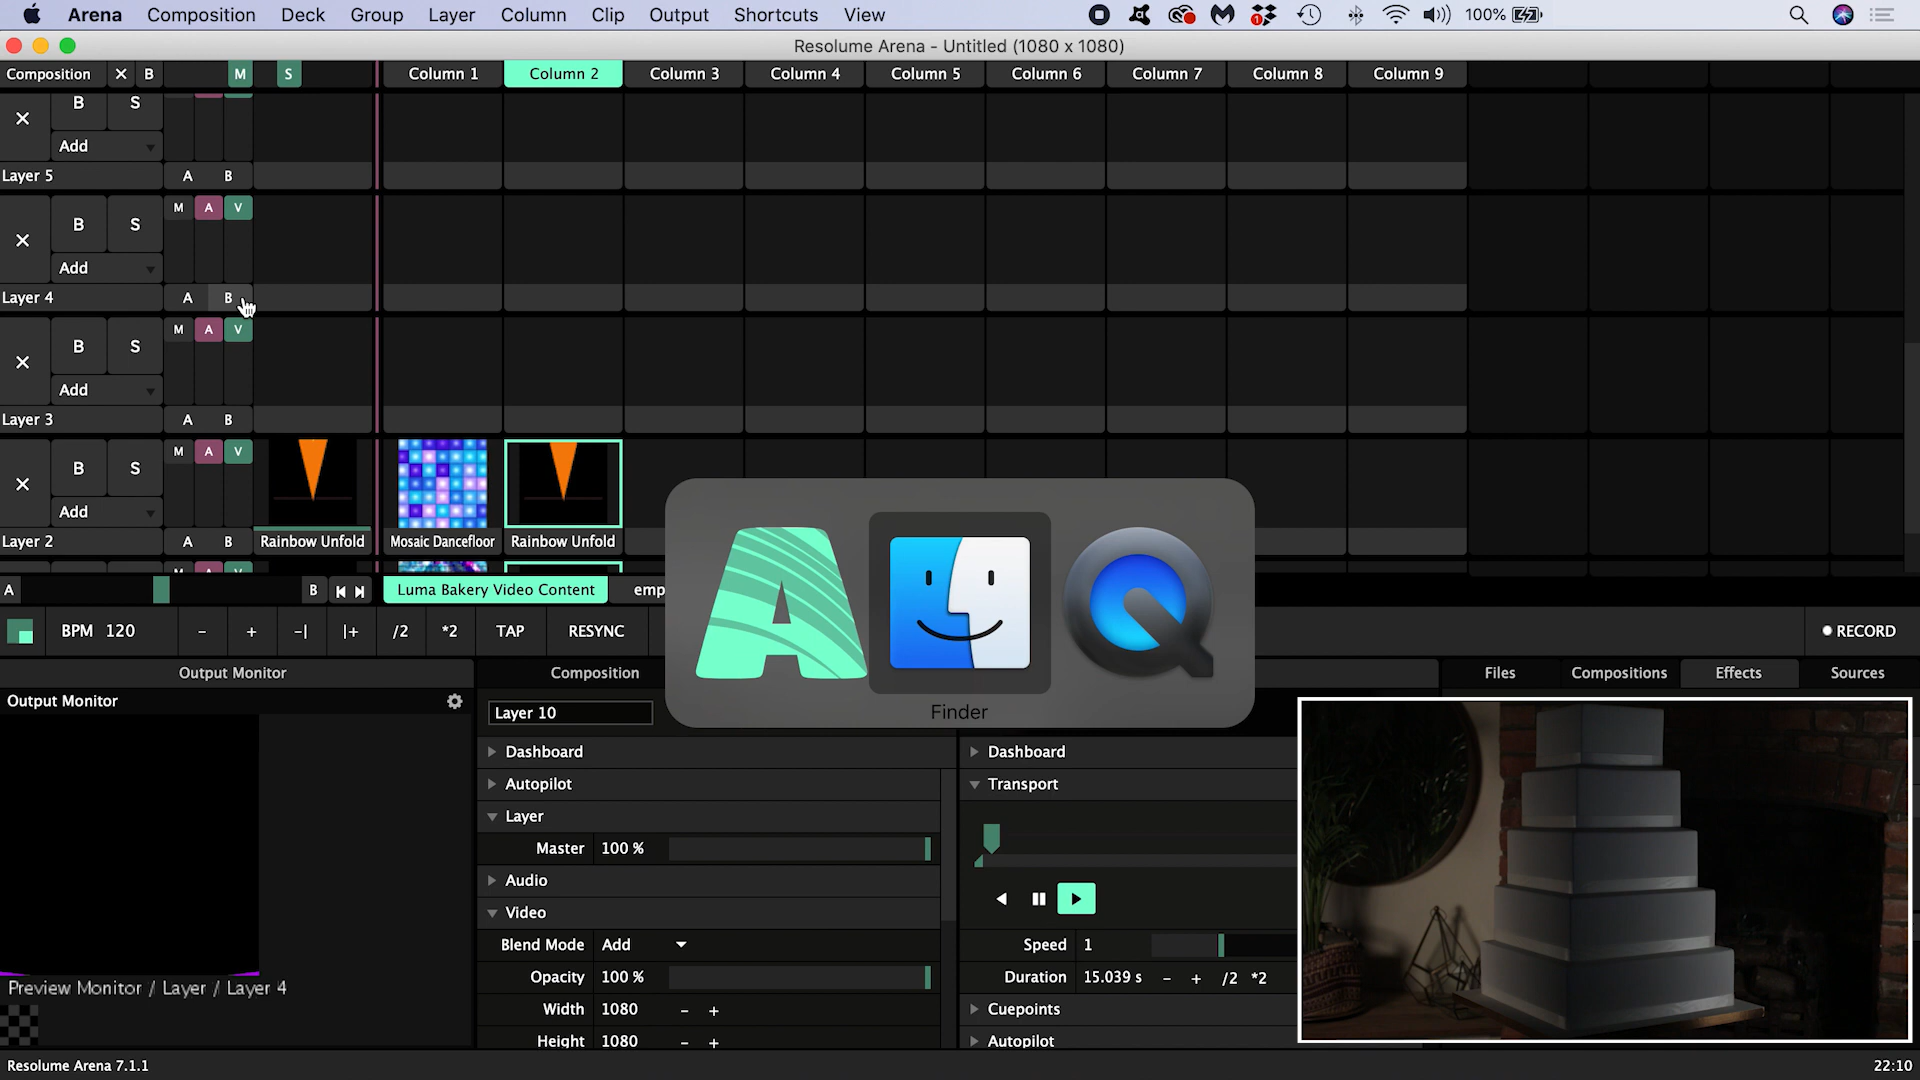 Arena Composition Deck Group Layer Column Clip Output Shortcuts View 1 100%
Resolume Arena - Untitled (1080 x 1080)
Composition B M S Column 1 Column 2 Column 3 Column 4 Column 5 Column 6 Column 7 Column 8 Column 9
B S
Add
Layer 5 A B
M A V
B S
Add
Layer 4 A B
M A V
B S
Add
Layer 3 A B
M A V
B S
Add
Layer 2 A B Rainbow Unfold Mosaic Dancefloor Rainbow Unfold
M A V
A B Luma Bakery Video Content emp
BPM 120 - + -| |+ /2 *2 TAP RESYNC RECORD
Output Monitor Composition Files Compositions Effects Sources
Output Monitor
Layer 10
Finder
Dashboard
Autopilot
Layer
Master 100 %
Audio
Video
Blend Mode Add
Opacity 100 %
Width 1080 - +
Height 1080 - +
Dashboard
Transport
Speed 1
Duration 15.039 s - + /2 *2
Cuepoints
Autopilot
Preview Monitor / Layer / Layer 4
Resolume Arena 7.1.1 22:10